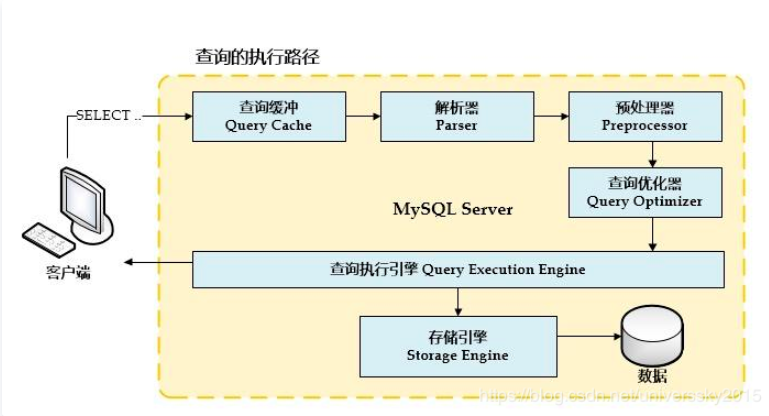 查询的执行路径
SELECT ..
查询缓冲
Query Cache
解析器
Parser
预处理器
Preprocessor
查询优化器
Query Optimizer
MySQL Server
客户端
查询执行引擎 Query Execution Engine
存储引擎
Storage Engine
数据
https://blog.csdn.net/universsky2015